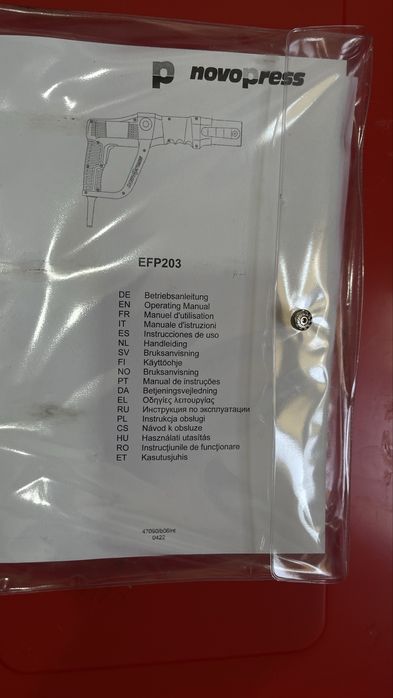 novopress
EFP203
DE Betriebsanleitung
EN Operating Manual
FR Manuel d'utilisation
IT Manuale d'istruzioni
ES Instrucciones de uso
NL Handleiding
SV Bruksanvisning
FI Käyttöohje
NO Bruksanvisning
PT Manual de instruções
DA Betjeningsvejledning
EL Οδηγίες λειτουργίας
RU Инструкция по эксплуатации
PL Instrukcja obsługi
CS Návod k obsluze
HU Használati utasítás
RO Instrucţiunile de funcţionare
ET Kasutusjuhis
0422